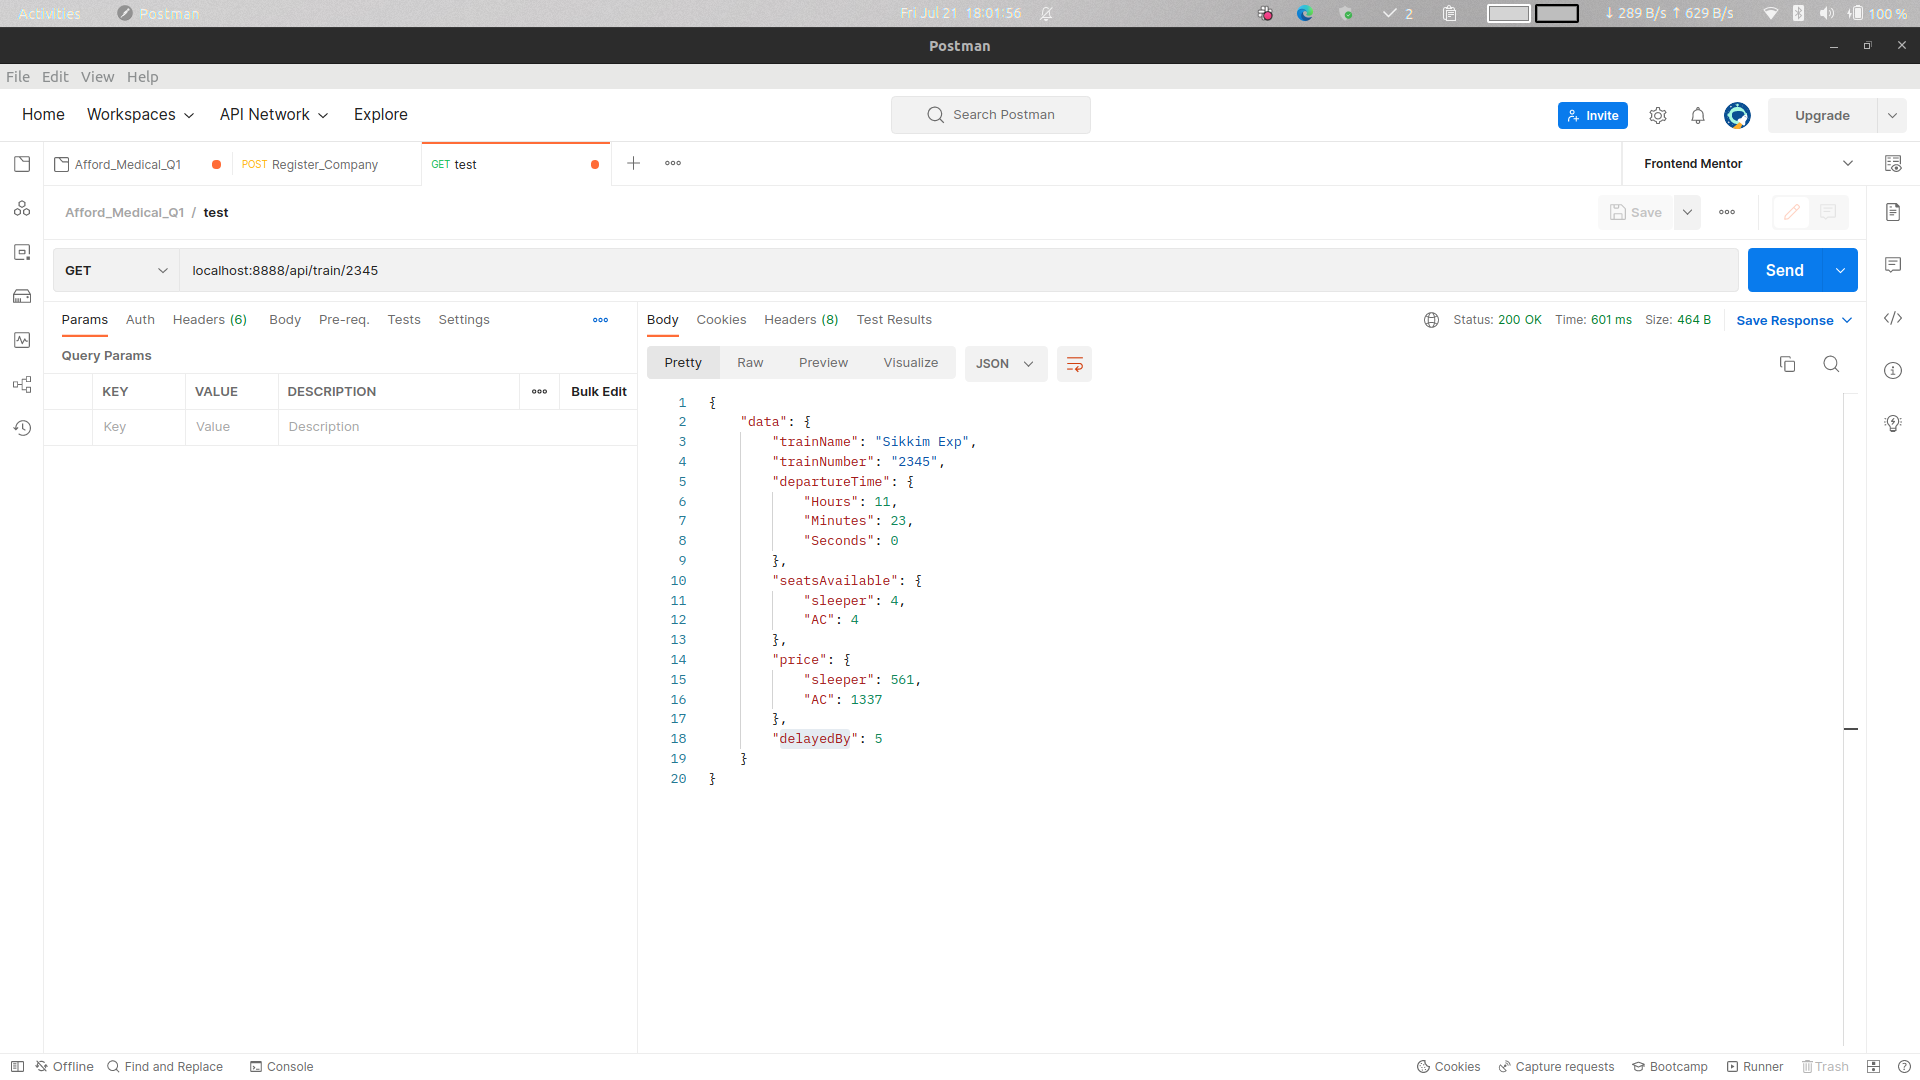 Activities Postman Fri Jul 21 18:01:56 2 ↓ 289 B/s ↑ 629 B/s 100 %
Postman
File Edit View Help
Home Workspaces API Network Explore Search Postman Invite Upgrade
Afford_Medical_Q1 POST Register_Company GET test Frontend Mentor
Afford_Medical_Q1 / test Save
GET localhost:8888/api/train/2345 Send
Params Auth Headers (6) Body Pre-req. Tests Settings
Body Cookies Headers (8) Test Results Status: 200 OK Time: 601 ms Size: 464 B Save Response
Query Params
Pretty Raw Preview Visualize JSON
KEY VALUE DESCRIPTION Bulk Edit
Key Value Description
1 {
2 "data": {
3 "trainName": "Sikkim Exp",
4 "trainNumber": "2345",
5 "departureTime": {
6 "Hours": 11,
7 "Minutes": 23,
8 "Seconds": 0
9 },
10 "seatsAvailable": {
11 "sleeper": 4,
12 "AC": 4
13 },
14 "price": {
15 "sleeper": 561,
16 "AC": 1337
17 },
18 "delayedBy": 5
19 }
20 }
Offline Find and Replace Console Cookies Capture requests Bootcamp Runner Trash